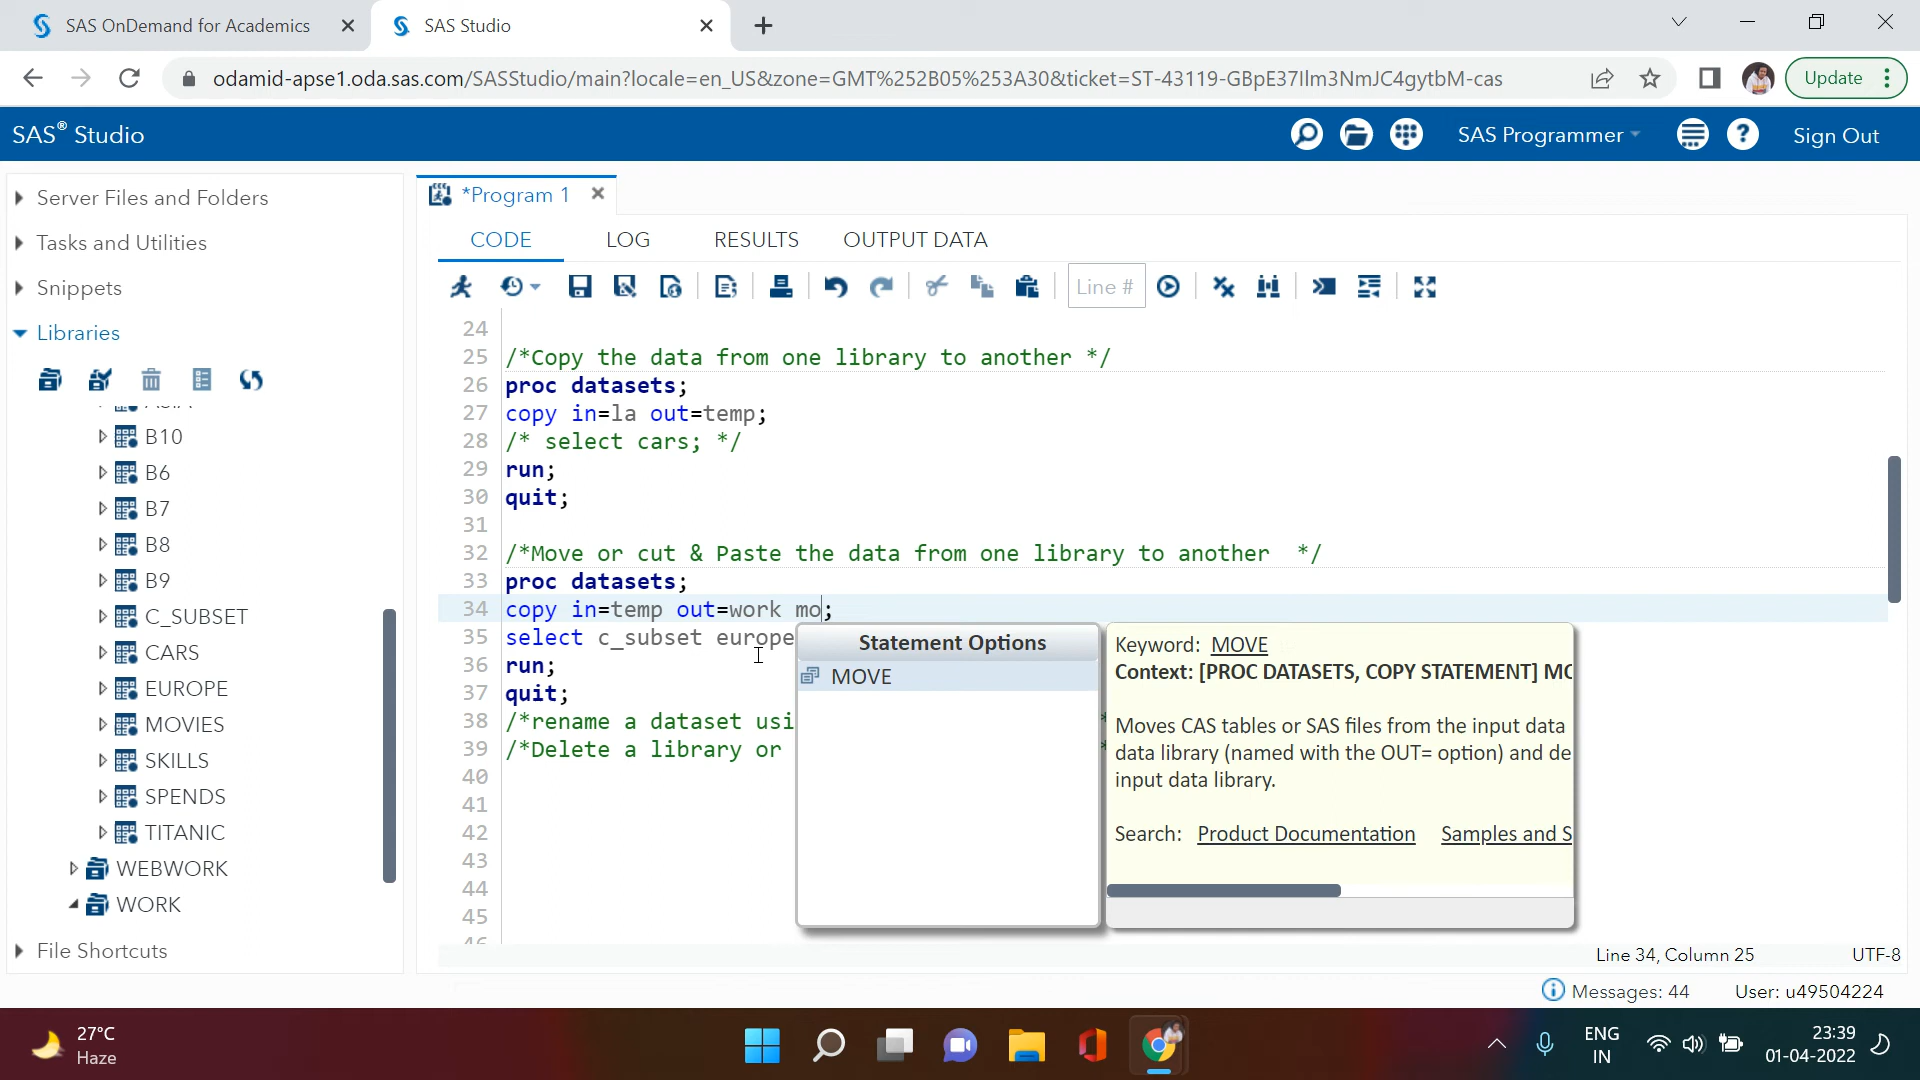 SAS OnDemand for Academics
SAS Studio
odamid-apse1.oda.sas.com/SASStudio/main?locale=en_US&zone=GMT%252B05%253A30&ticket=ST-43119-GBpE37Ilm3NmJC4gytbM-cas
Update
SAS® Studio
SAS Programmer
Sign Out
Server Files and Folders
Tasks and Utilities
Snippets
Libraries
B10
B6
B7
B8
B9
C_SUBSET
CARS
EUROPE
MOVIES
SKILLS
SPENDS
TITANIC
WEBWORK
WORK
File Shortcuts
*Program 1
CODE LOG RESULTS OUTPUT DATA
Line #
24
25 /*Copy the data from one library to another */
26 proc datasets;
27 copy in=la out=temp;
28 /* select cars; */
29 run;
30 quit;
31
32 /*Move or cut & Paste the data from one library to another */
33 proc datasets;
34 copy in=temp out=work mo;
35 select c_subset europe
36 run;
37 quit;
38 /*rename a dataset usi
39 /*Delete a library or
40
41
42
43
44
45
Statement Options
MOVE
Keyword: MOVE
Context: [PROC DATASETS, COPY STATEMENT] MO
Moves CAS tables or SAS files from the input data
data library (named with the OUT= option) and de
input data library.
Search: Product Documentation Samples and S
Line 34, Column 25
UTF-8
Messages: 44
User: u49504224
27°C
Haze
ENG
IN
23:39
01-04-2022